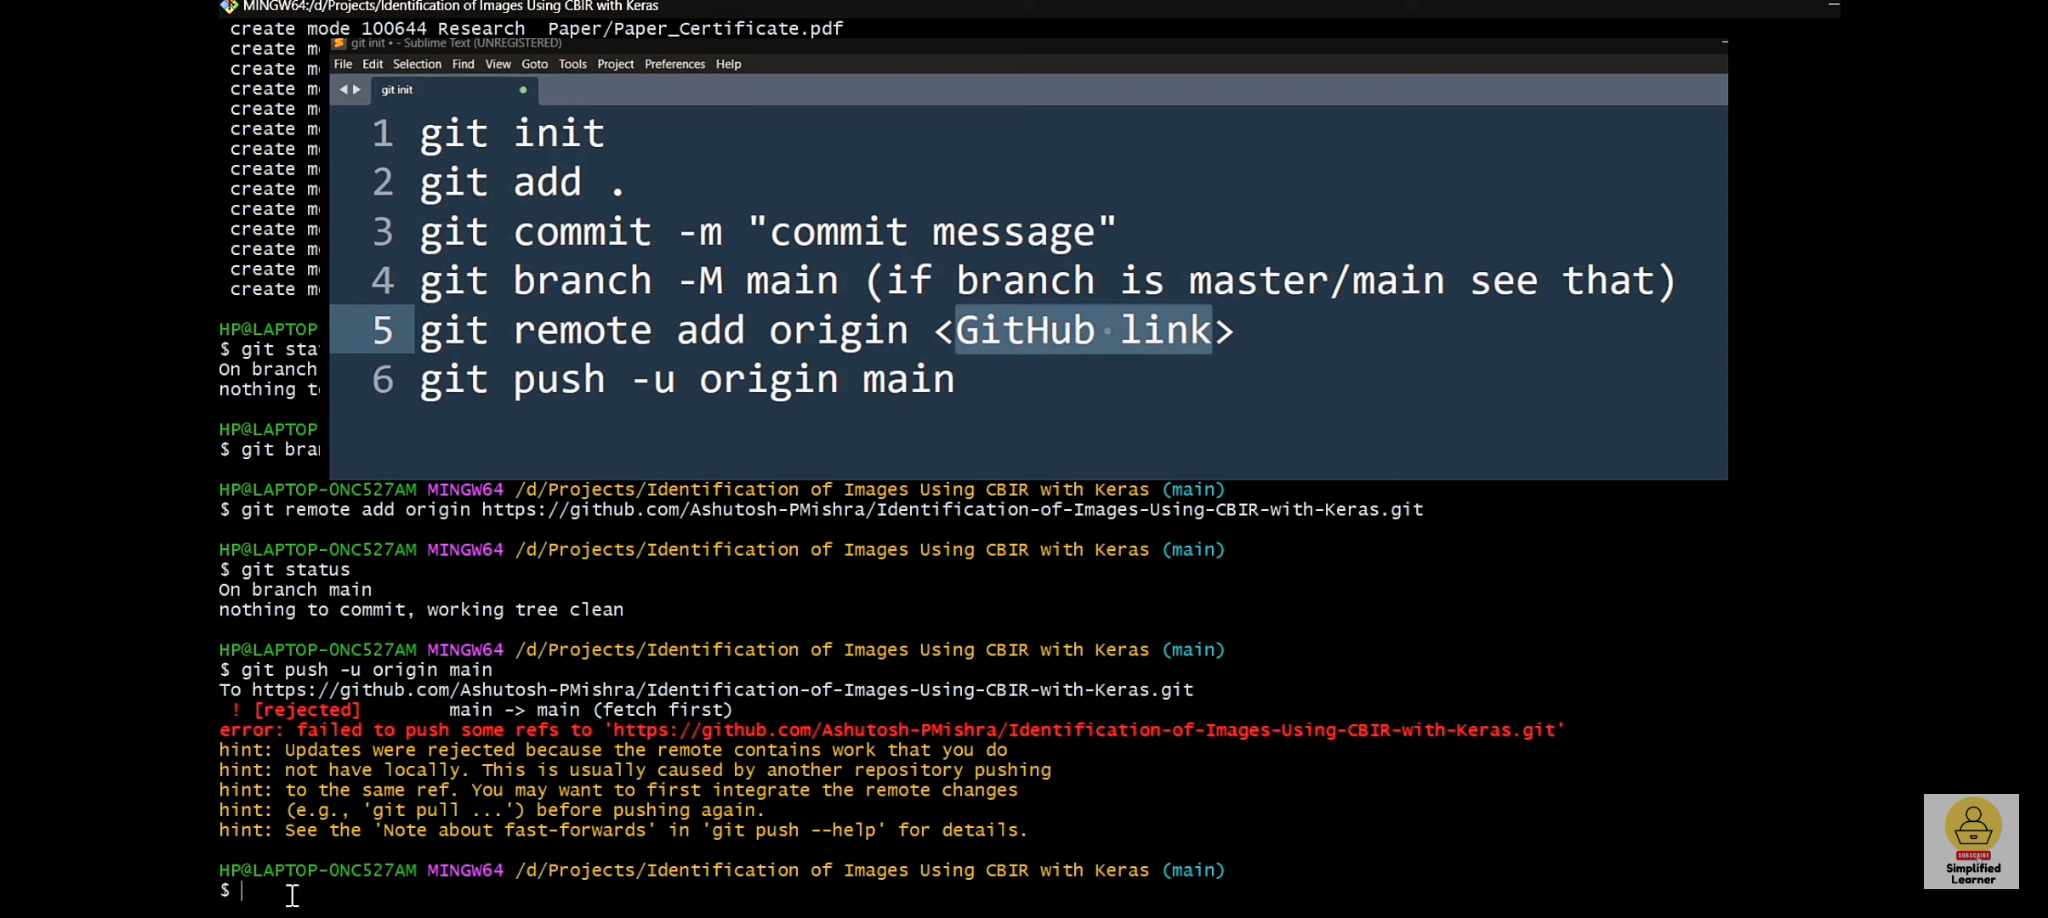 MINGW64:/d/Projects/Identification of Images Using CBIR with Keras
create mode 100644 Research  Paper/Paper_Certificate.pdf
create m
git init • - Sublime Text (UNREGISTERED)
create m
File Edit Selection Find View Goto Tools Project Preferences Help
create m
git init
create m
create m
create m
create m
create m
create m
create m
create m
create m
create m
1 git init
2 git add .
3 git commit -m "commit message"
4 git branch -M main (if branch is master/main see that)
5 git remote add origin <GitHub link>
6 git push -u origin main
HP@LAPTOP
$ git sta
On branch
nothing t
HP@LAPTOP
$ git bra
HP@LAPTOP-ONC527AM MINGW64 /d/Projects/Identification of Images Using CBIR with Keras (main)
$ git remote add origin https://github.com/Ashutosh-PMishra/Identification-of-Images-Using-CBIR-with-Keras.git
HP@LAPTOP-ONC527AM MINGW64 /d/Projects/Identification of Images Using CBIR with Keras (main)
$ git status
On branch main
nothing to commit, working tree clean
HP@LAPTOP-ONC527AM MINGW64 /d/Projects/Identification of Images Using CBIR with Keras (main)
$ git push -u origin main
To https://github.com/Ashutosh-PMishra/Identification-of-Images-Using-CBIR-with-Keras.git
! [rejected]        main -> main (fetch first)
error: failed to push some refs to 'https://github.com/Ashutosh-PMishra/Identification-of-Images-Using-CBIR-with-Keras.git'
hint: Updates were rejected because the remote contains work that you do
hint: not have locally. This is usually caused by another repository pushing
hint: to the same ref. You may want to first integrate the remote changes
hint: (e.g., 'git pull ...') before pushing again.
hint: See the 'Note about fast-forwards' in 'git push --help' for details.
HP@LAPTOP-ONC527AM MINGW64 /d/Projects/Identification of Images Using CBIR with Keras (main)
$
SUBSCRIBE
Simplified
Learner